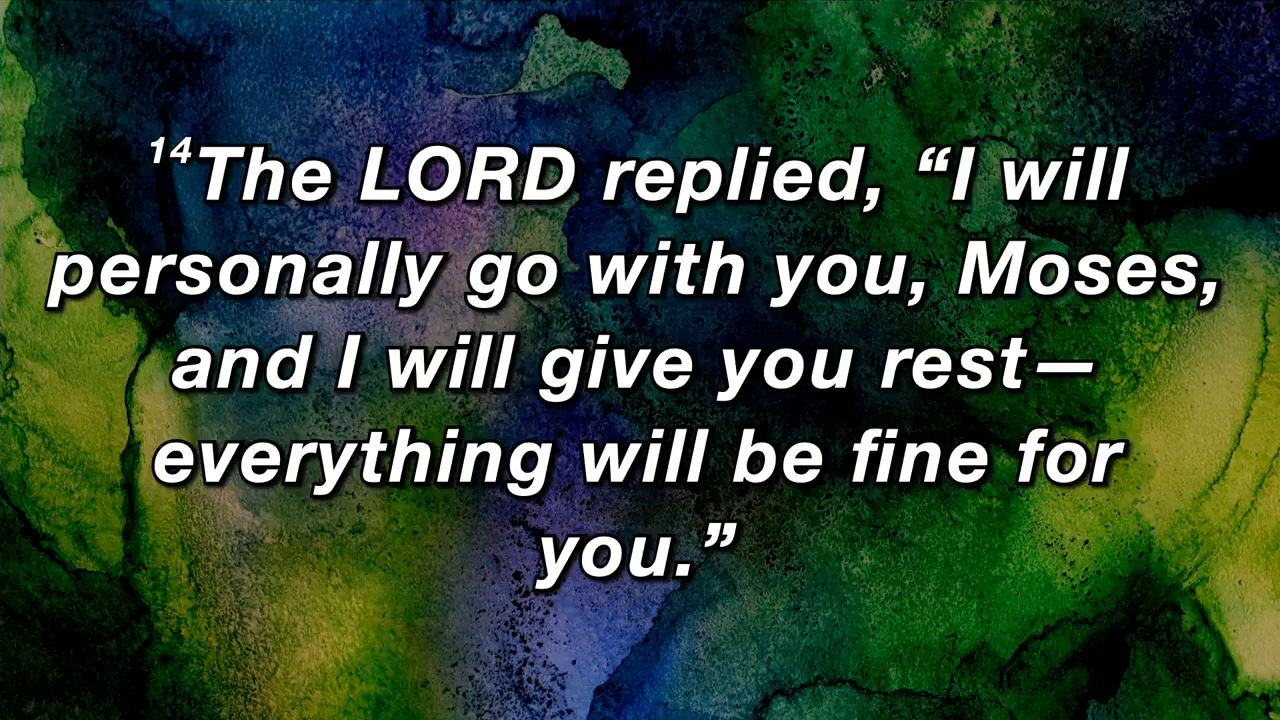 ¹⁴The LORD replied, “I will
personally go with you, Moses,
and I will give you rest—
everything will be fine for
you.”